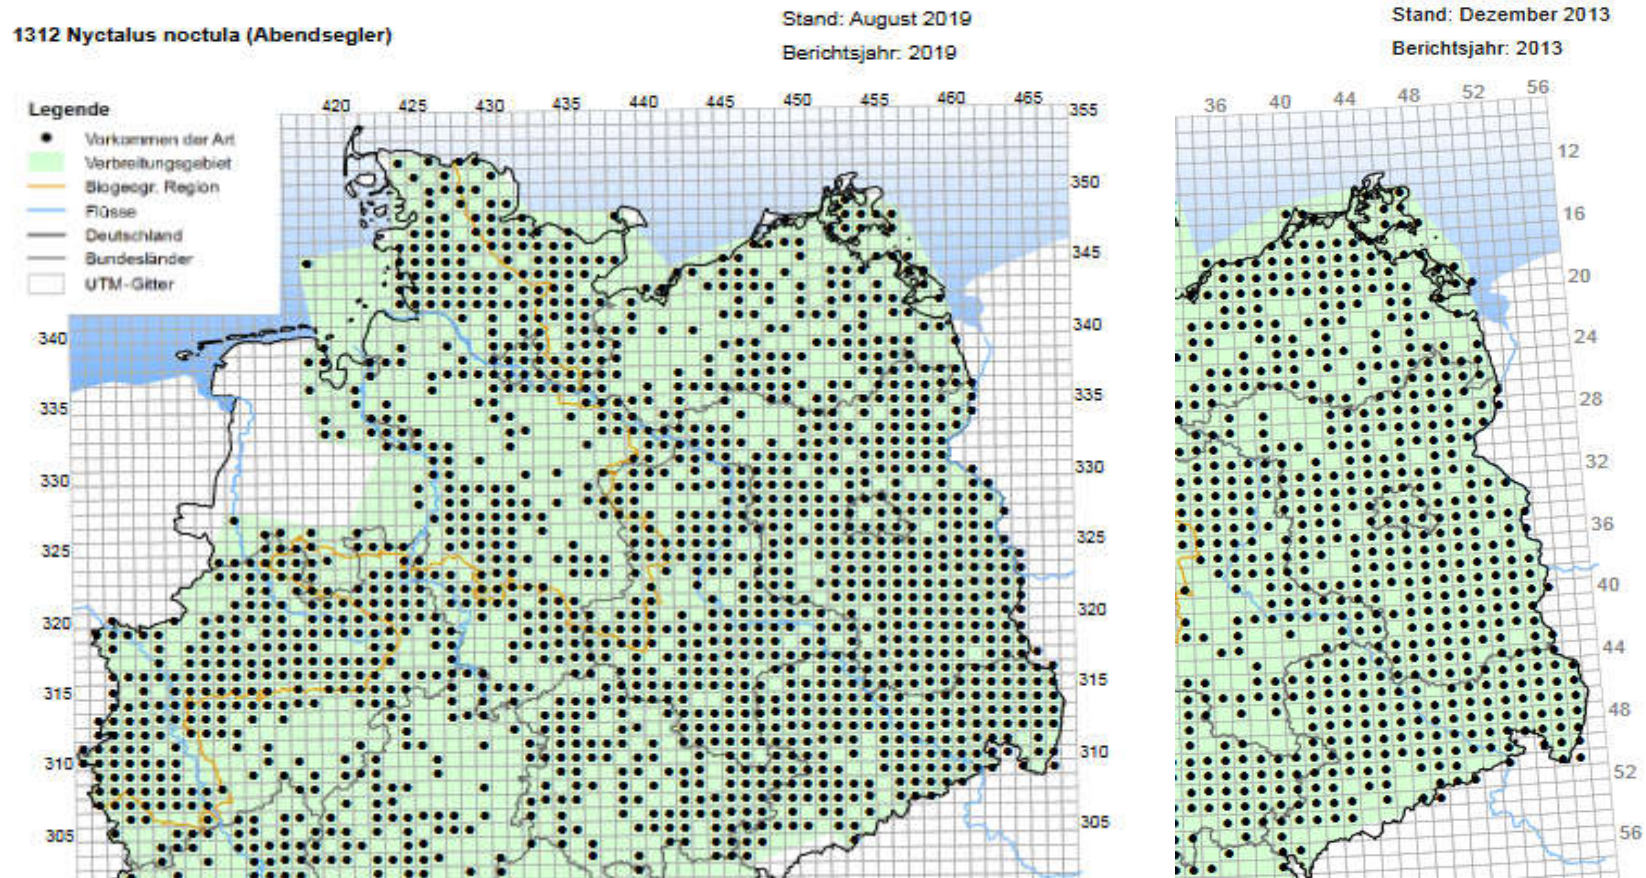 1312 Nyctalus noctula (Abendsegler)
Stand: August 2019
Berichtsjahr: 2019
Legende
Vorkommen der Art
Verbreitungsgebiet
Biogeogr. Region
Flüsse
Deutschland
Bundesländer
UTM-Gitter
420 425 430 435 440 445 450 455 460 465
355
350
345
340 340
335 335
330 330
325 325
320 320
315 315
310 310
305 305
Stand: Dezember 2013
Berichtsjahr: 2013
36 40 44 48 52 56
12
16
20
24
28
32
36
40
44
48
52
56